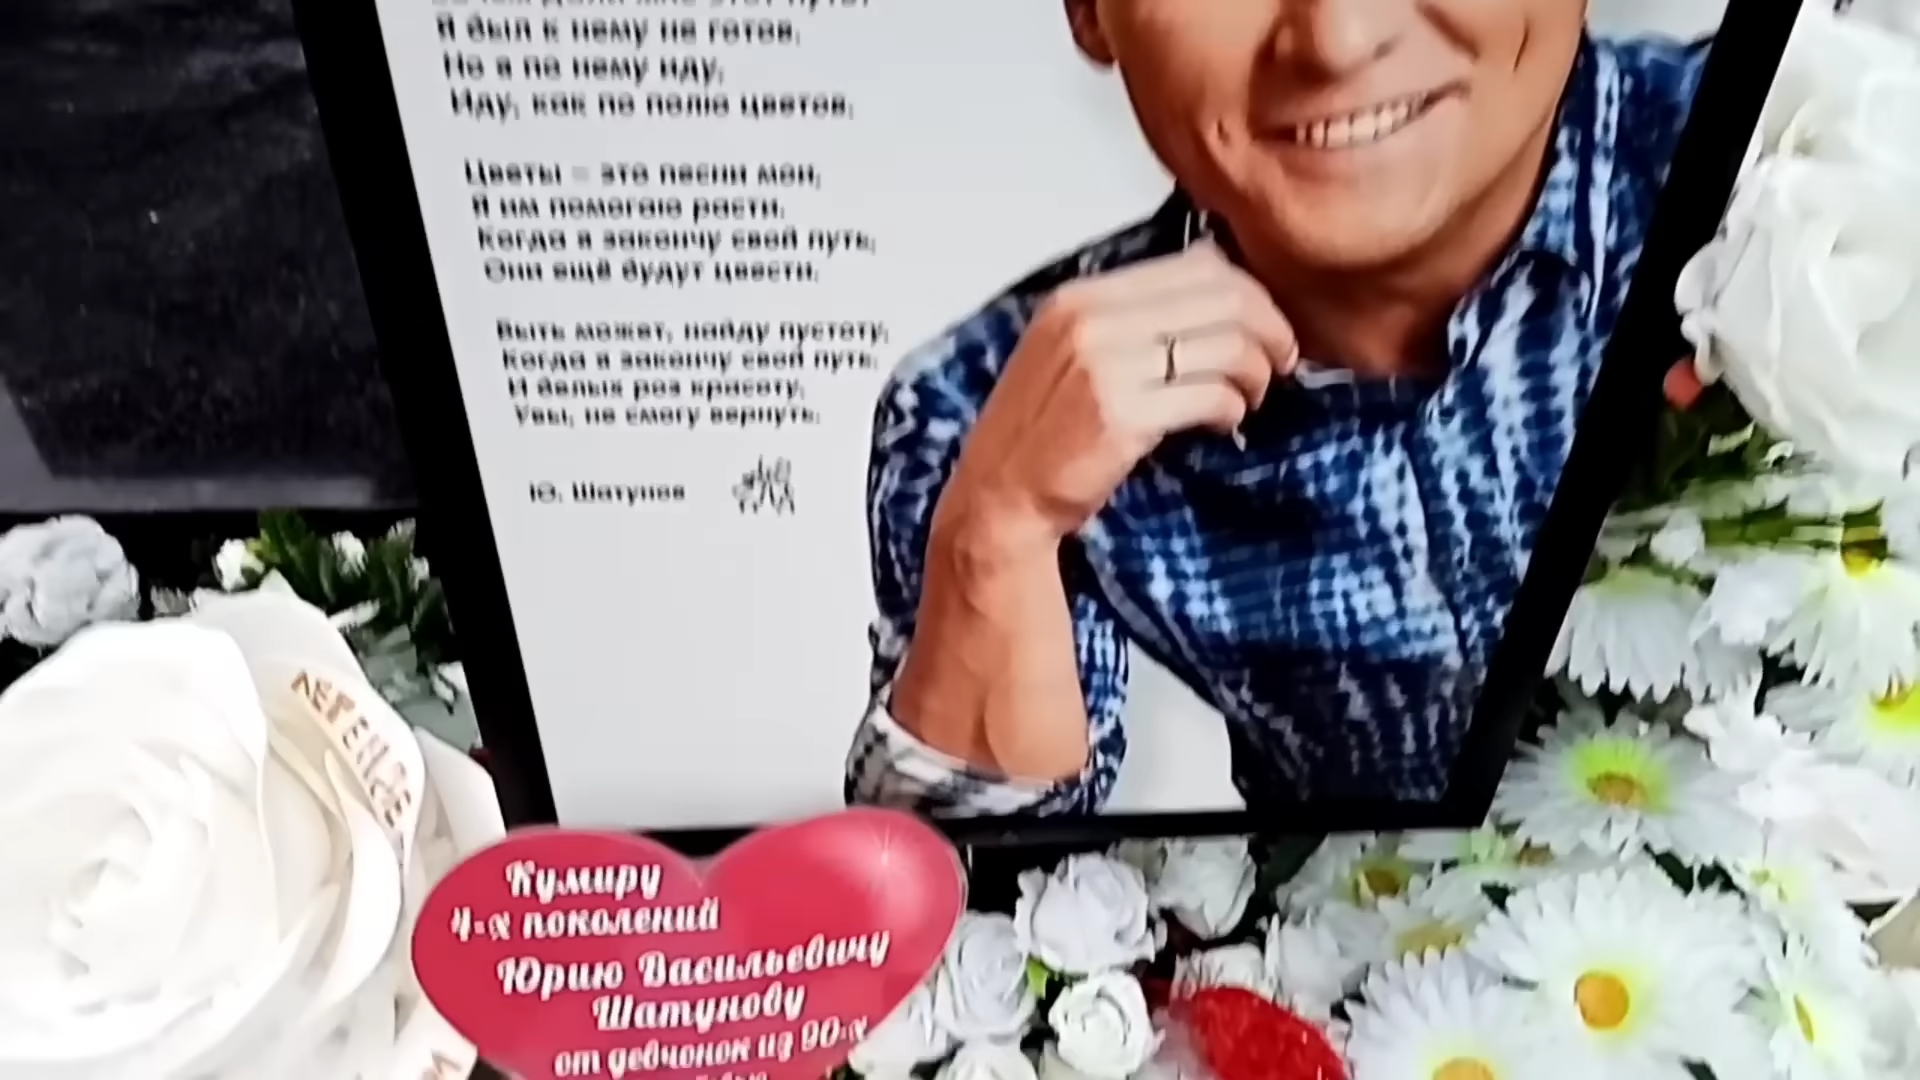 Я был к нему не готов,
Но я по нему иду,
Иду, как по полю цветов.
Цветы – это песни мои,
Я им помогаю расти.
Когда я закончу свой путь,
Они ещё будут цвести.
Быть может, найду пустоту,
Когда я закончу свой путь.
И белых роз красоту,
Увы, не смогу вернуть.
Ю. Шатунов
ЛЕГЕНДЕ
Кумиру
4-х поколений
Юрию Васильевичу
Шатунову
от девчонок из 90-х